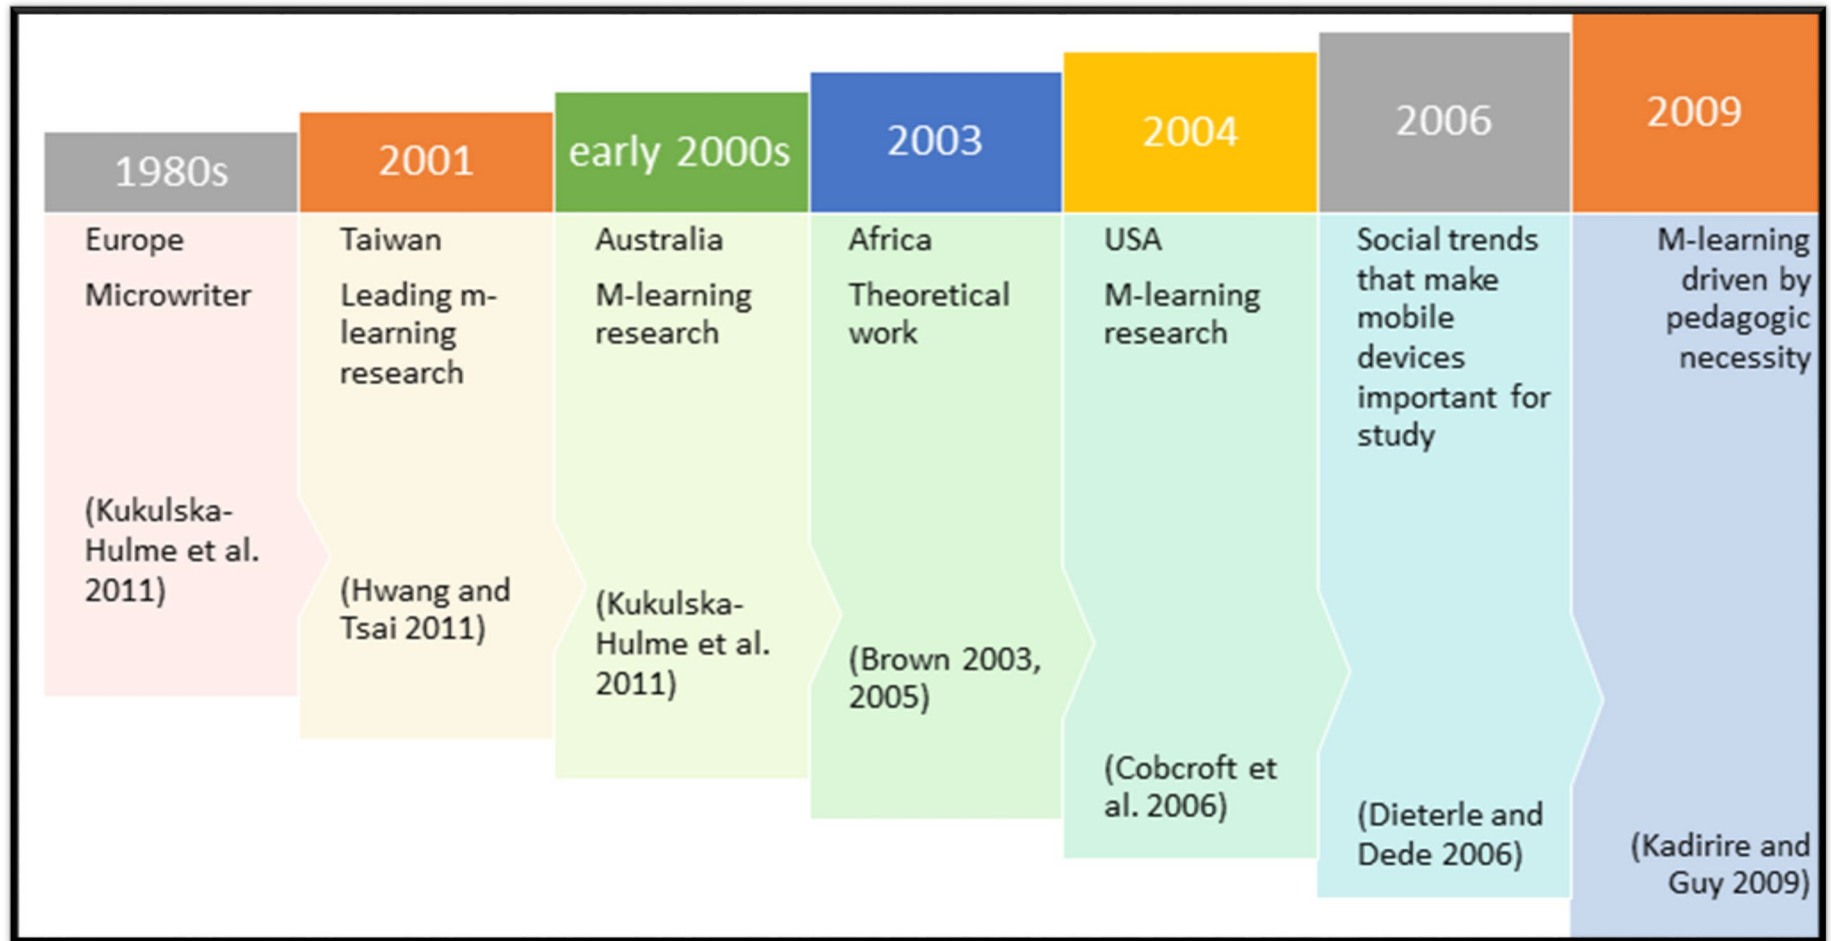 1980s
Europe
Microwriter
(Kukulska-
Hulme et al.
2011)
2001
Taiwan
Leading m-
learning
research
(Hwang and
Tsai 2011)
early 2000s
Australia
M-learning
research
(Kukulska-
Hulme et al.
2011)
2003
Africa
Theoretical
work
(Brown 2003,
2005)
2004
USA
M-learning
research
(Cobcroft et
al. 2006)
2006
Social trends
that make
mobile
devices
important for
study
(Dieterle and
Dede 2006)
2009
M-learning
driven by
pedagogic
necessity
(Kadirire and
Guy 2009)